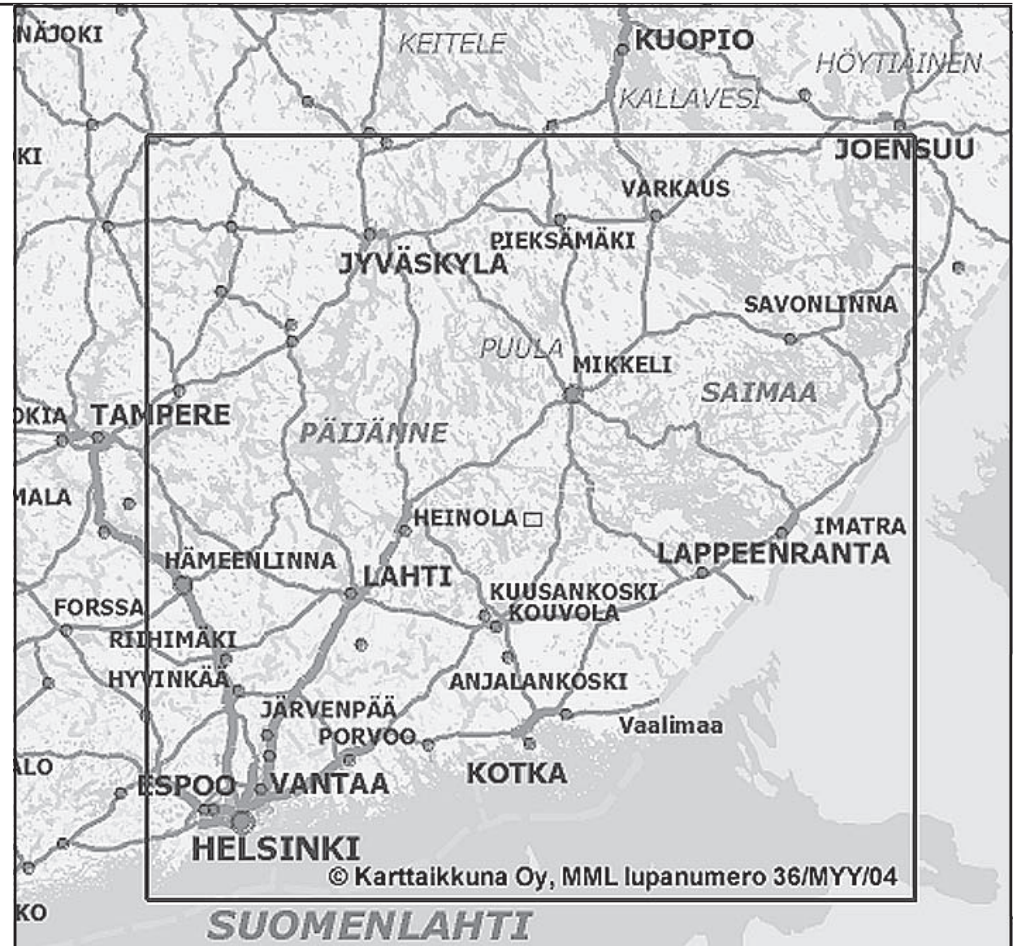 NÄJOKI
KEITELE
KUOPIO
HÖYTIÄINEN
KALLAVESI
KI
JOENSUU
VARKAUS
PIEKSÄMÄKI
JYVÄSKYLÄ
SAVONLINNA
PUULA
MIKKELI
SAIMAA
OKIA
TAMPERE
PÄIJÄNNE
MALA
HEINOLA
IMATRA
LAPPEENRANTA
HÄMEENLINNA
LAHTI
KUUSANKOSKI
FORSSA
KOUVOLA
RIIHIMÄKI
HYVINKÄÄ
ANJALANKOSKI
JÄRVENPÄÄ
Vaalimaa
PORVOO
ALO
ESPOO
VANTAA
KOTKA
HELSINKI
© Karttaikkuna Oy, MML lupanumero 36/MYY/04
KO
SUOMENLAHTI